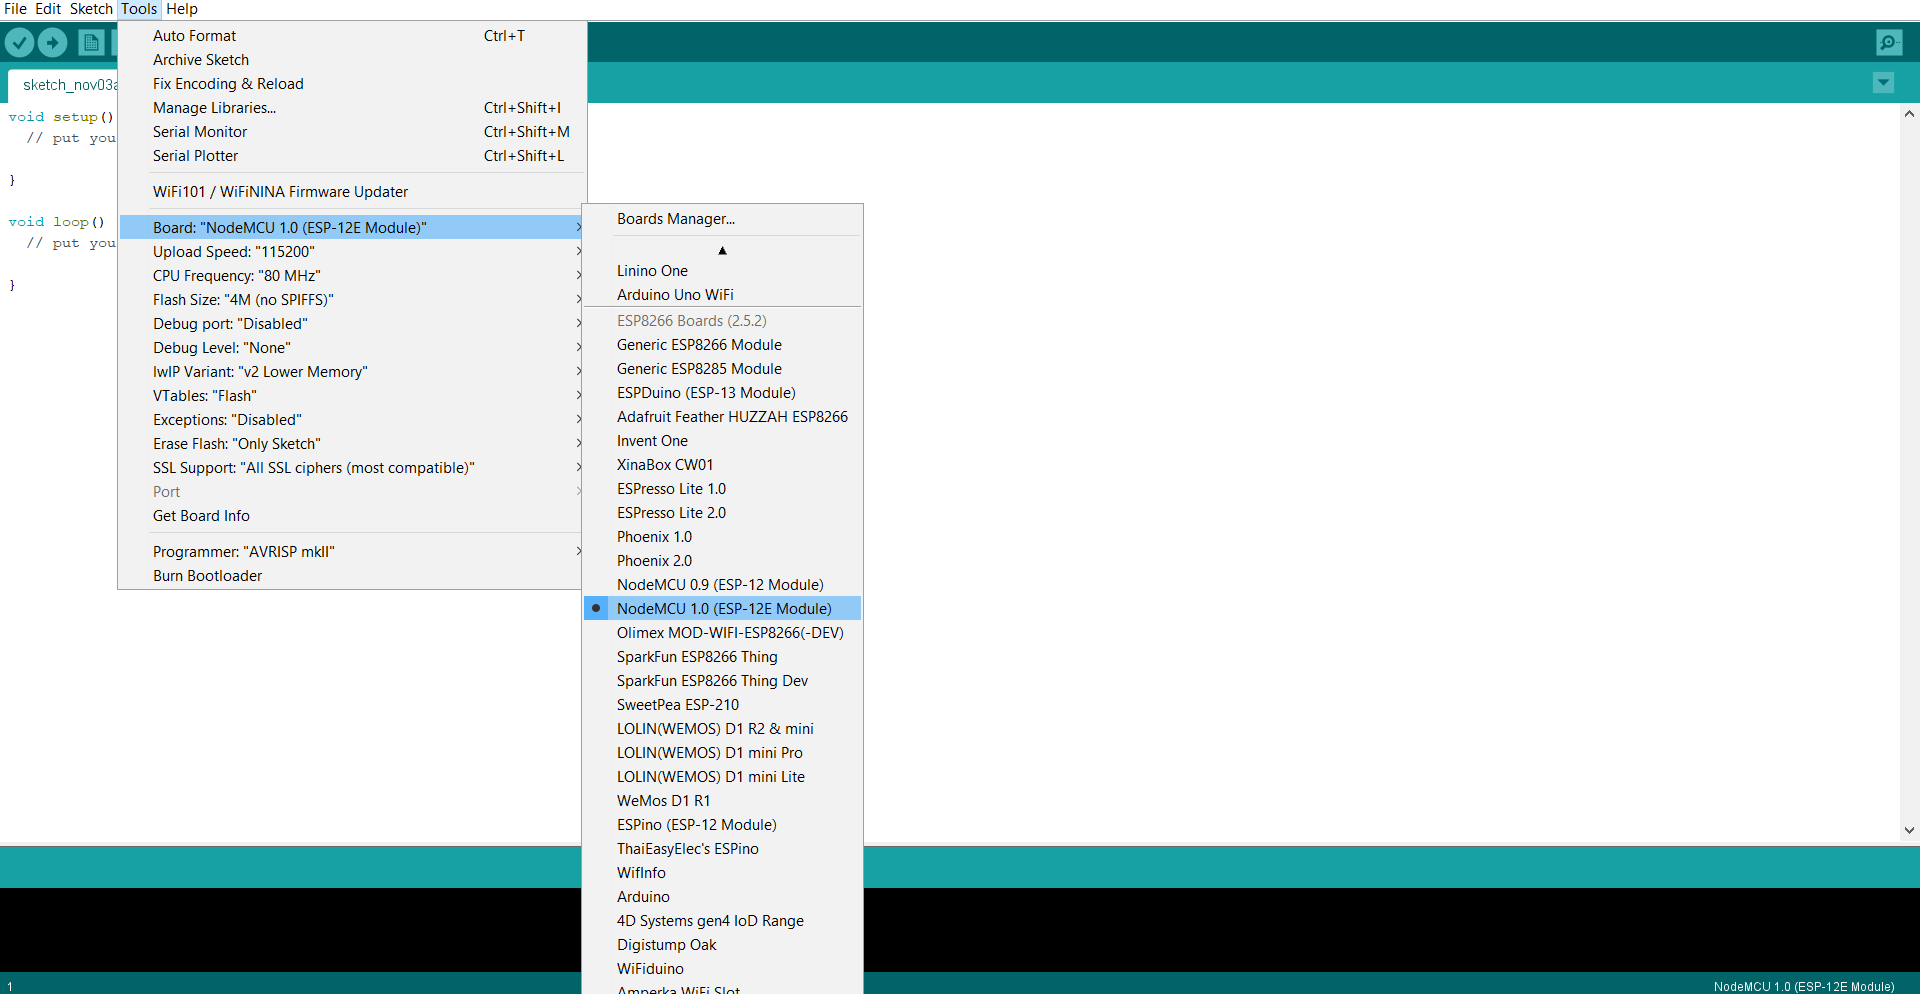 File Edit Sketch Tools Help
sketch_nov03a
void setup()
// put you
}
void loop()
// put you
}
Auto Format Ctrl+T
Archive Sketch
Fix Encoding & Reload
Manage Libraries... Ctrl+Shift+I
Serial Monitor Ctrl+Shift+M
Serial Plotter Ctrl+Shift+L
WiFi101 / WiFiNINA Firmware Updater
Board: "NodeMCU 1.0 (ESP-12E Module)"
Upload Speed: "115200"
CPU Frequency: "80 MHz"
Flash Size: "4M (no SPIFFS)"
Debug port: "Disabled"
Debug Level: "None"
lwIP Variant: "v2 Lower Memory"
VTables: "Flash"
Exceptions: "Disabled"
Erase Flash: "Only Sketch"
SSL Support: "All SSL ciphers (most compatible)"
Port
Get Board Info
Programmer: "AVRISP mkII"
Burn Bootloader
Boards Manager...
Linino One
Arduino Uno WiFi
ESP8266 Boards (2.5.2)
Generic ESP8266 Module
Generic ESP8285 Module
ESPDuino (ESP-13 Module)
Adafruit Feather HUZZAH ESP8266
Invent One
XinaBox CW01
ESPresso Lite 1.0
ESPresso Lite 2.0
Phoenix 1.0
Phoenix 2.0
NodeMCU 0.9 (ESP-12 Module)
NodeMCU 1.0 (ESP-12E Module)
Olimex MOD-WIFI-ESP8266(-DEV)
SparkFun ESP8266 Thing
SparkFun ESP8266 Thing Dev
SweetPea ESP-210
LOLIN(WEMOS) D1 R2 & mini
LOLIN(WEMOS) D1 mini Pro
LOLIN(WEMOS) D1 mini Lite
WeMos D1 R1
ESPino (ESP-12 Module)
ThaiEasyElec's ESPino
WifInfo
Arduino
4D Systems gen4 IoD Range
Digistump Oak
WiFiduino
Amperka WiFi Slot
1
NodeMCU 1.0 (ESP-12E Module)